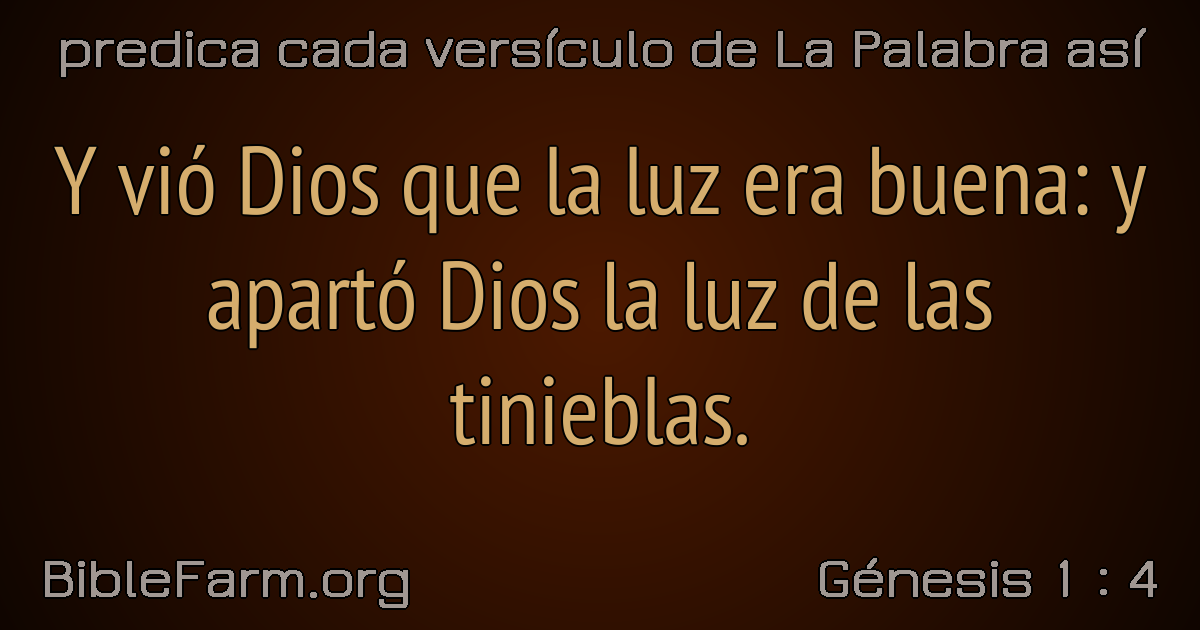 predica cada versículo de La Palabra así
Y vió Dios que la luz era buena: y
apartó Dios la luz de las
tinieblas.
BibleFarm.org
Génesis 1 : 4